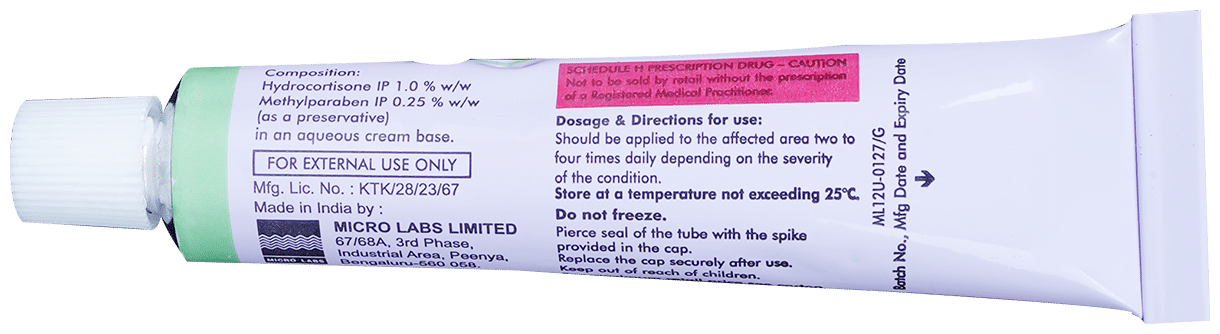 Composition:
Hydrocortisone IP 1.0 % w/w
Methylparaben IP 0.25 % w/w
(as a preservative)
in an aqueous cream base.
FOR EXTERNAL USE ONLY
Mfg. Lic. No. : KTK/28/23/67
Made in India by :
MICRO LABS
MICRO LABS LIMITED
67/68A, 3rd Phase,
Industrial Area, Peenya,
Bengaluru-560 058.
SCHEDULE H PRESCRIPTION DRUG – CAUTION
Not to be sold by retail without the prescription
of a Registered Medical Practitioner.
Dosage & Directions for use:
Should be applied to the affected area two to
four times daily depending on the severity
of the condition.
Store at a temperature not exceeding 25°C.
Do not freeze.
Pierce seal of the tube with the spike
provided in the cap.
Replace the cap securely after use.
Keep out of reach of children.
ML12U-0127/G
Batch No., Mfg Date and Expiry Date